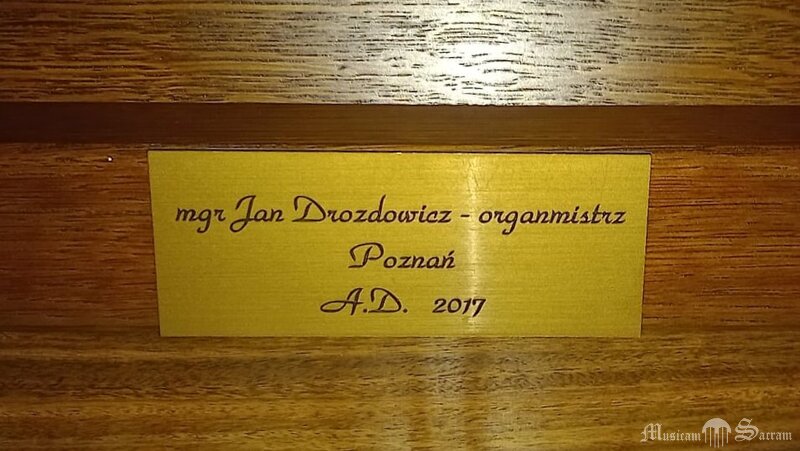 mgr Jan Drozdowicz - organmistrz
Poznań
A.D. 2017
Musicam Sacram